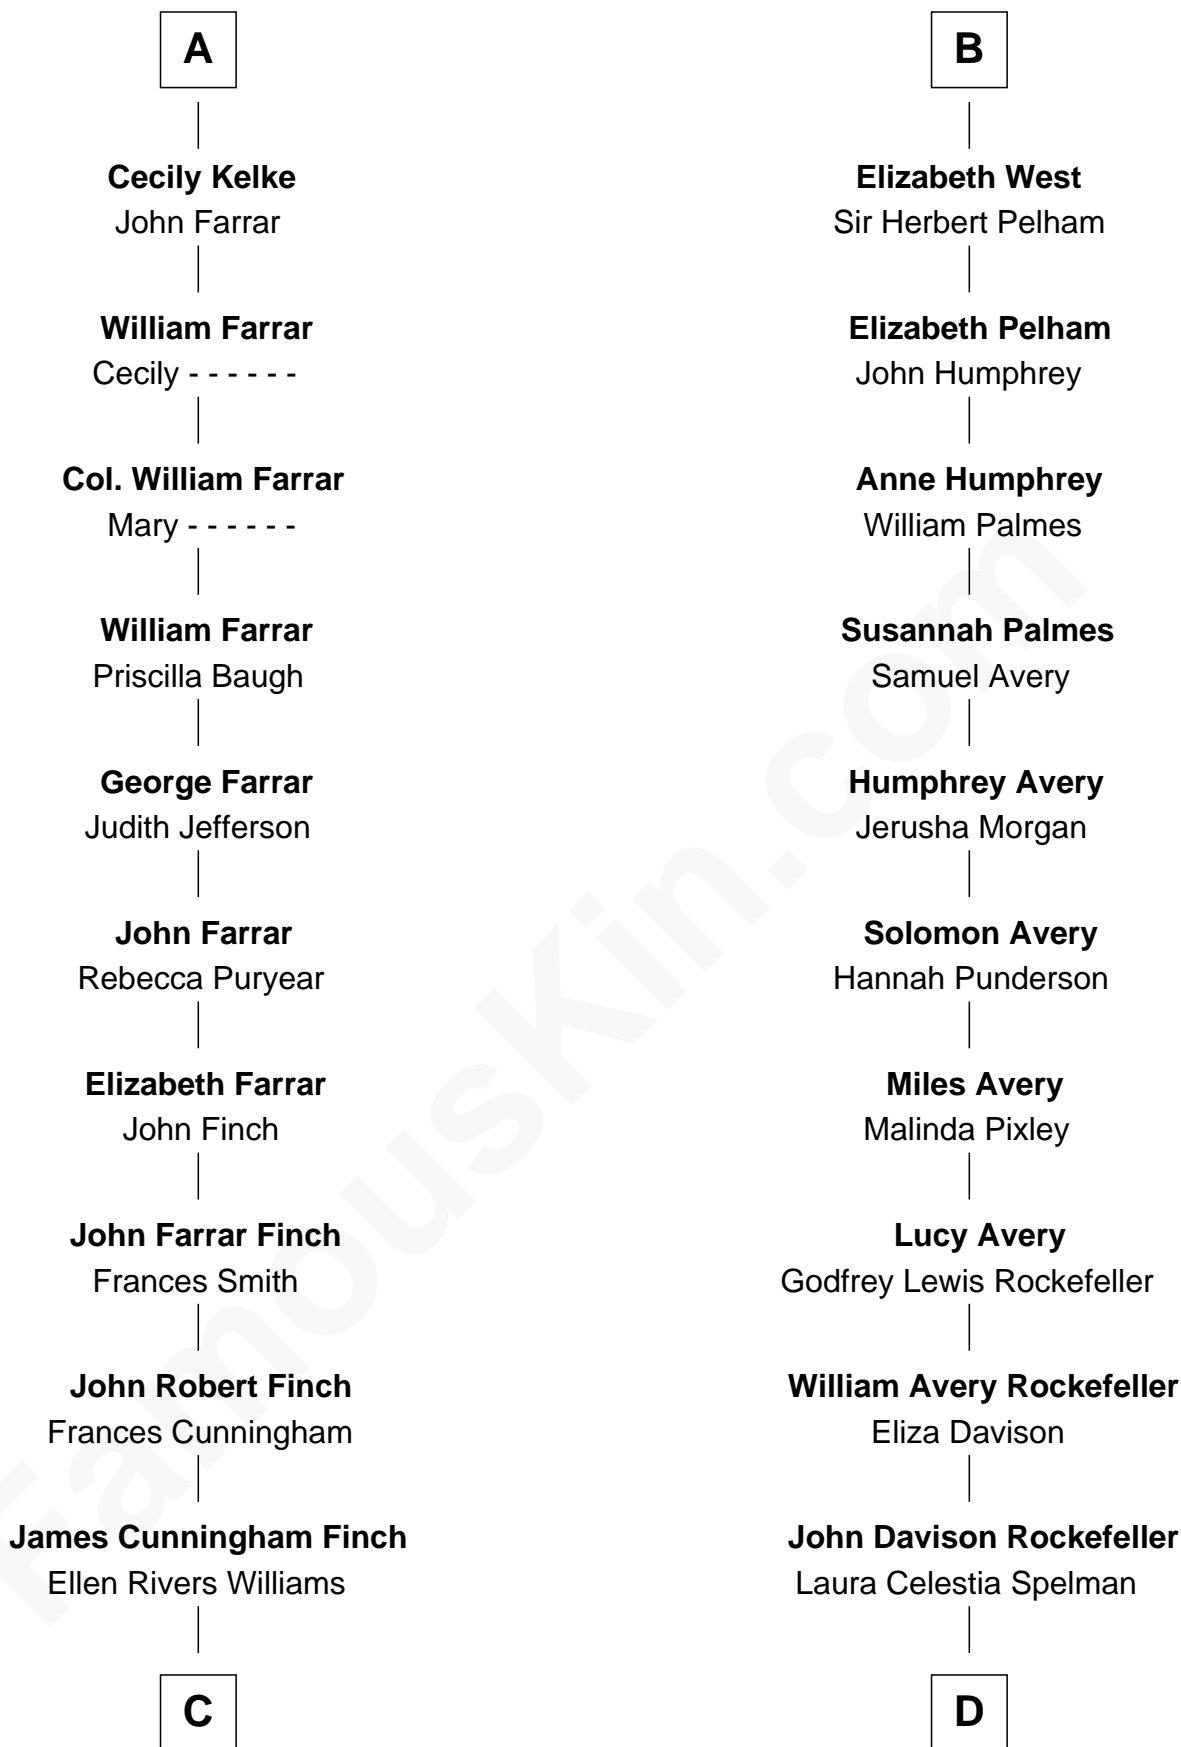 A
Cecily Kelke
John Farrar
William Farrar
Cecily - - - - - -
Col. William Farrar
Mary - - - - - -
William Farrar
Priscilla Baugh
George Farrar
Judith Jefferson
John Farrar
Rebecca Puryear
Elizabeth Farrar
John Finch
John Farrar Finch
Frances Smith
John Robert Finch
Frances Cunningham
James Cunningham Finch
Ellen Rivers Williams
C
B
Elizabeth West
Sir Herbert Pelham
Elizabeth Pelham
John Humphrey
Anne Humphrey
William Palmes
Susannah Palmes
Samuel Avery
Humphrey Avery
Jerusha Morgan
Solomon Avery
Hannah Punderson
Miles Avery
Malinda Pixley
Lucy Avery
Godfrey Lewis Rockefeller
William Avery Rockefeller
Eliza Davison
John Davison Rockefeller
Laura Celestia Spelman
D
FamousKin.com